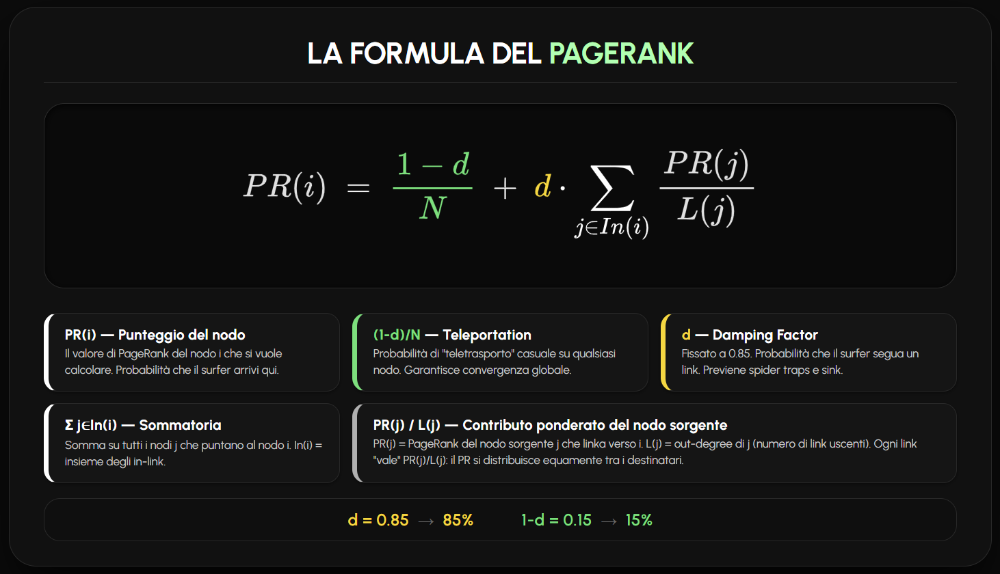 LA FORMULA DEL PAGERANK
PR(i) = (1 − d)/N + d · ∑ j∈In(i) PR(j)/L(j)
PR(i) — Punteggio del nodo
Il valore di PageRank del nodo i che si vuole
calcolare. Probabilità che il surfer arrivi qui.
(1-d)/N — Teleportation
Probabilità di "teletrasporto" casuale su qualsiasi
nodo. Garantisce convergenza globale.
d — Damping Factor
Fissato a 0.85. Probabilità che il surfer segua un
link. Previene spider traps e sink.
Σ j∈In(i) — Sommatoria
Somma su tutti i nodi j che puntano al nodo i. In(i) =
insieme degli in-link.
PR(j) / L(j) — Contributo ponderato del nodo sorgente
PR(j) = PageRank del nodo sorgente j che linka verso i. L(j) = out-degree di j (numero di link uscenti). Ogni link
"vale" PR(j)/L(j): il PR si distribuisce equamente tra i destinatari.
d = 0.85 → 85% 1-d = 0.15 → 15%